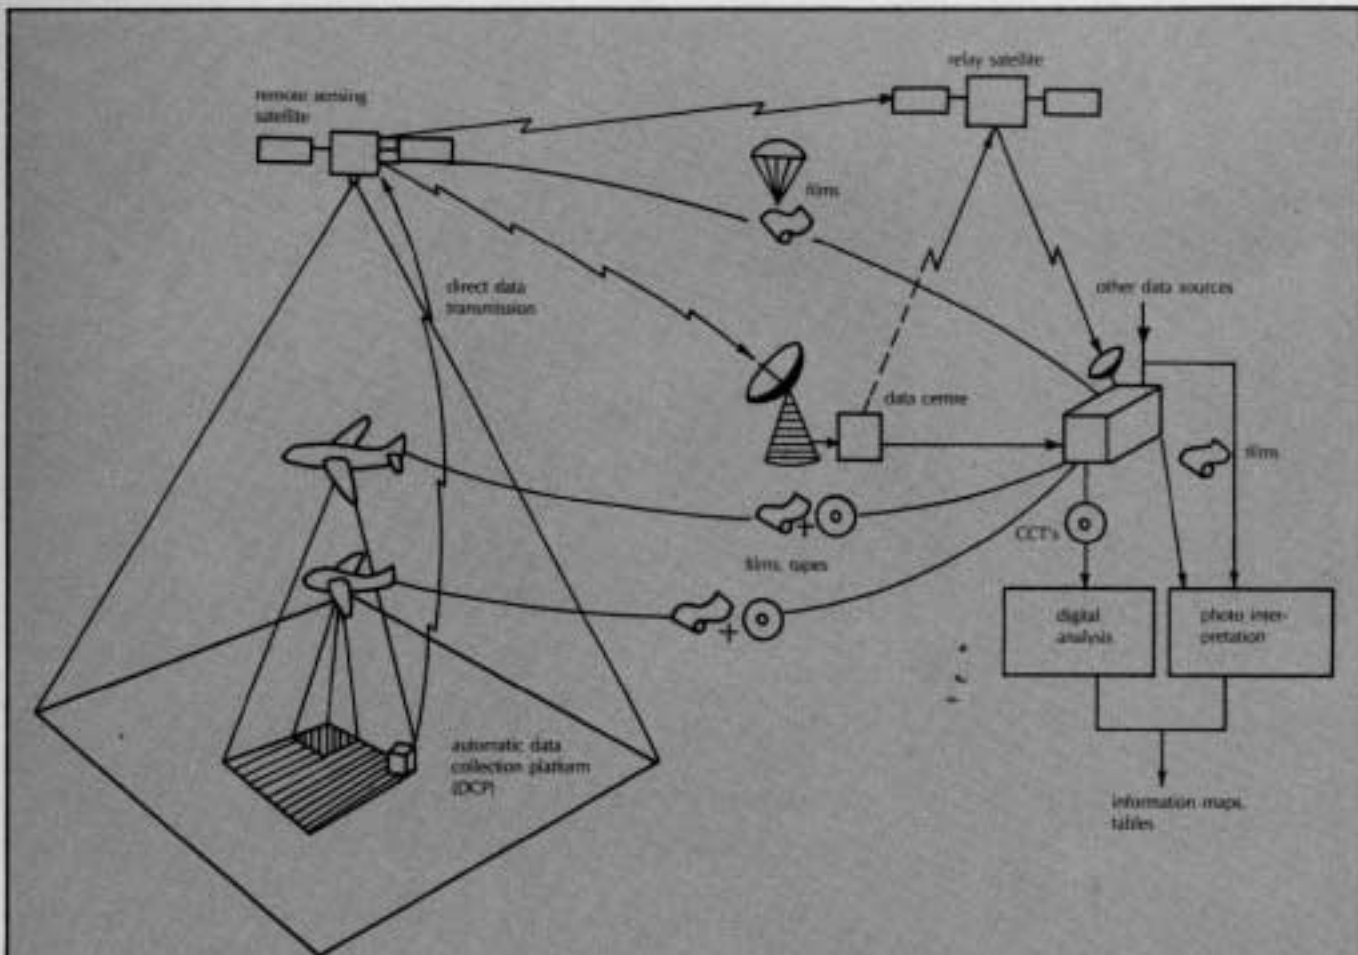 relay satellite
remote sensing
satellite
films
direct data
transmission
other data sources
data centre
films
CCT's
films, tapes
digital
analysis
photo inter-
pretation
automatic data
collection platform
(DCP)
information maps,
tables